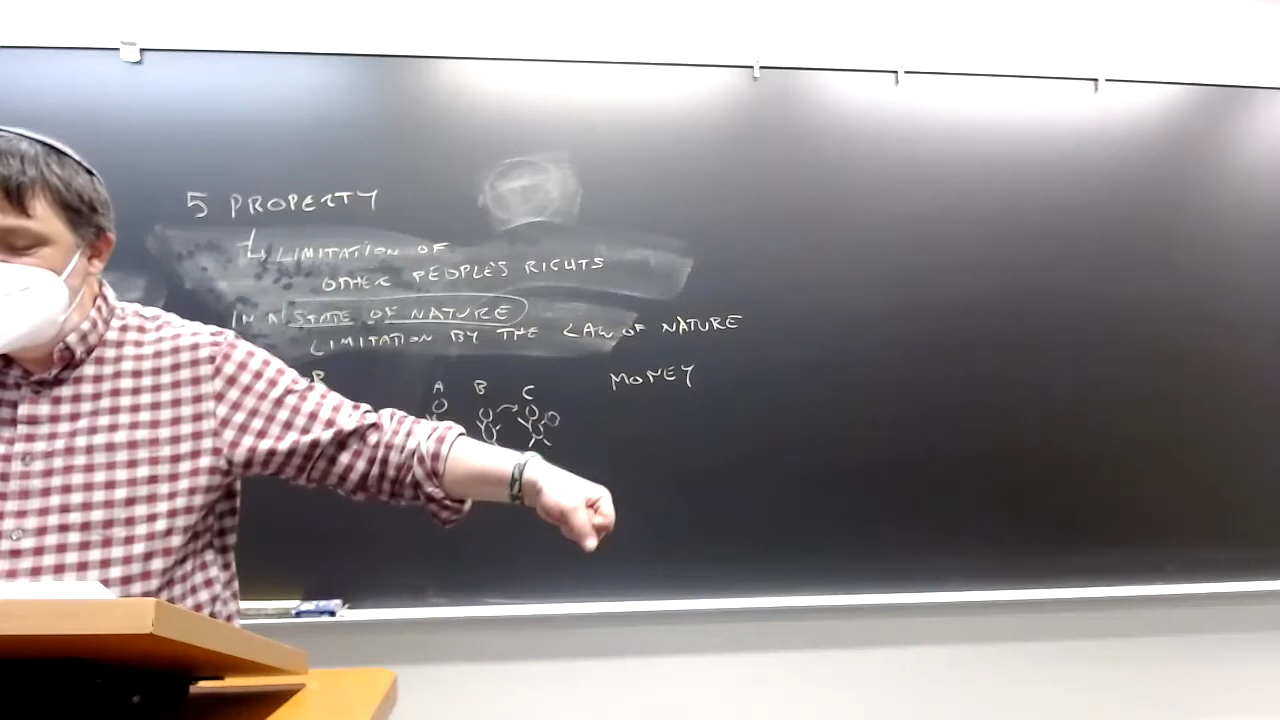 5 PROPERTY
↳ LIMITATION OF
OTHER PEOPLE'S RIGHTS
IN A STATE OF NATURE
LIMITATION BY THE LAW OF NATURE
B
A B C
MONEY